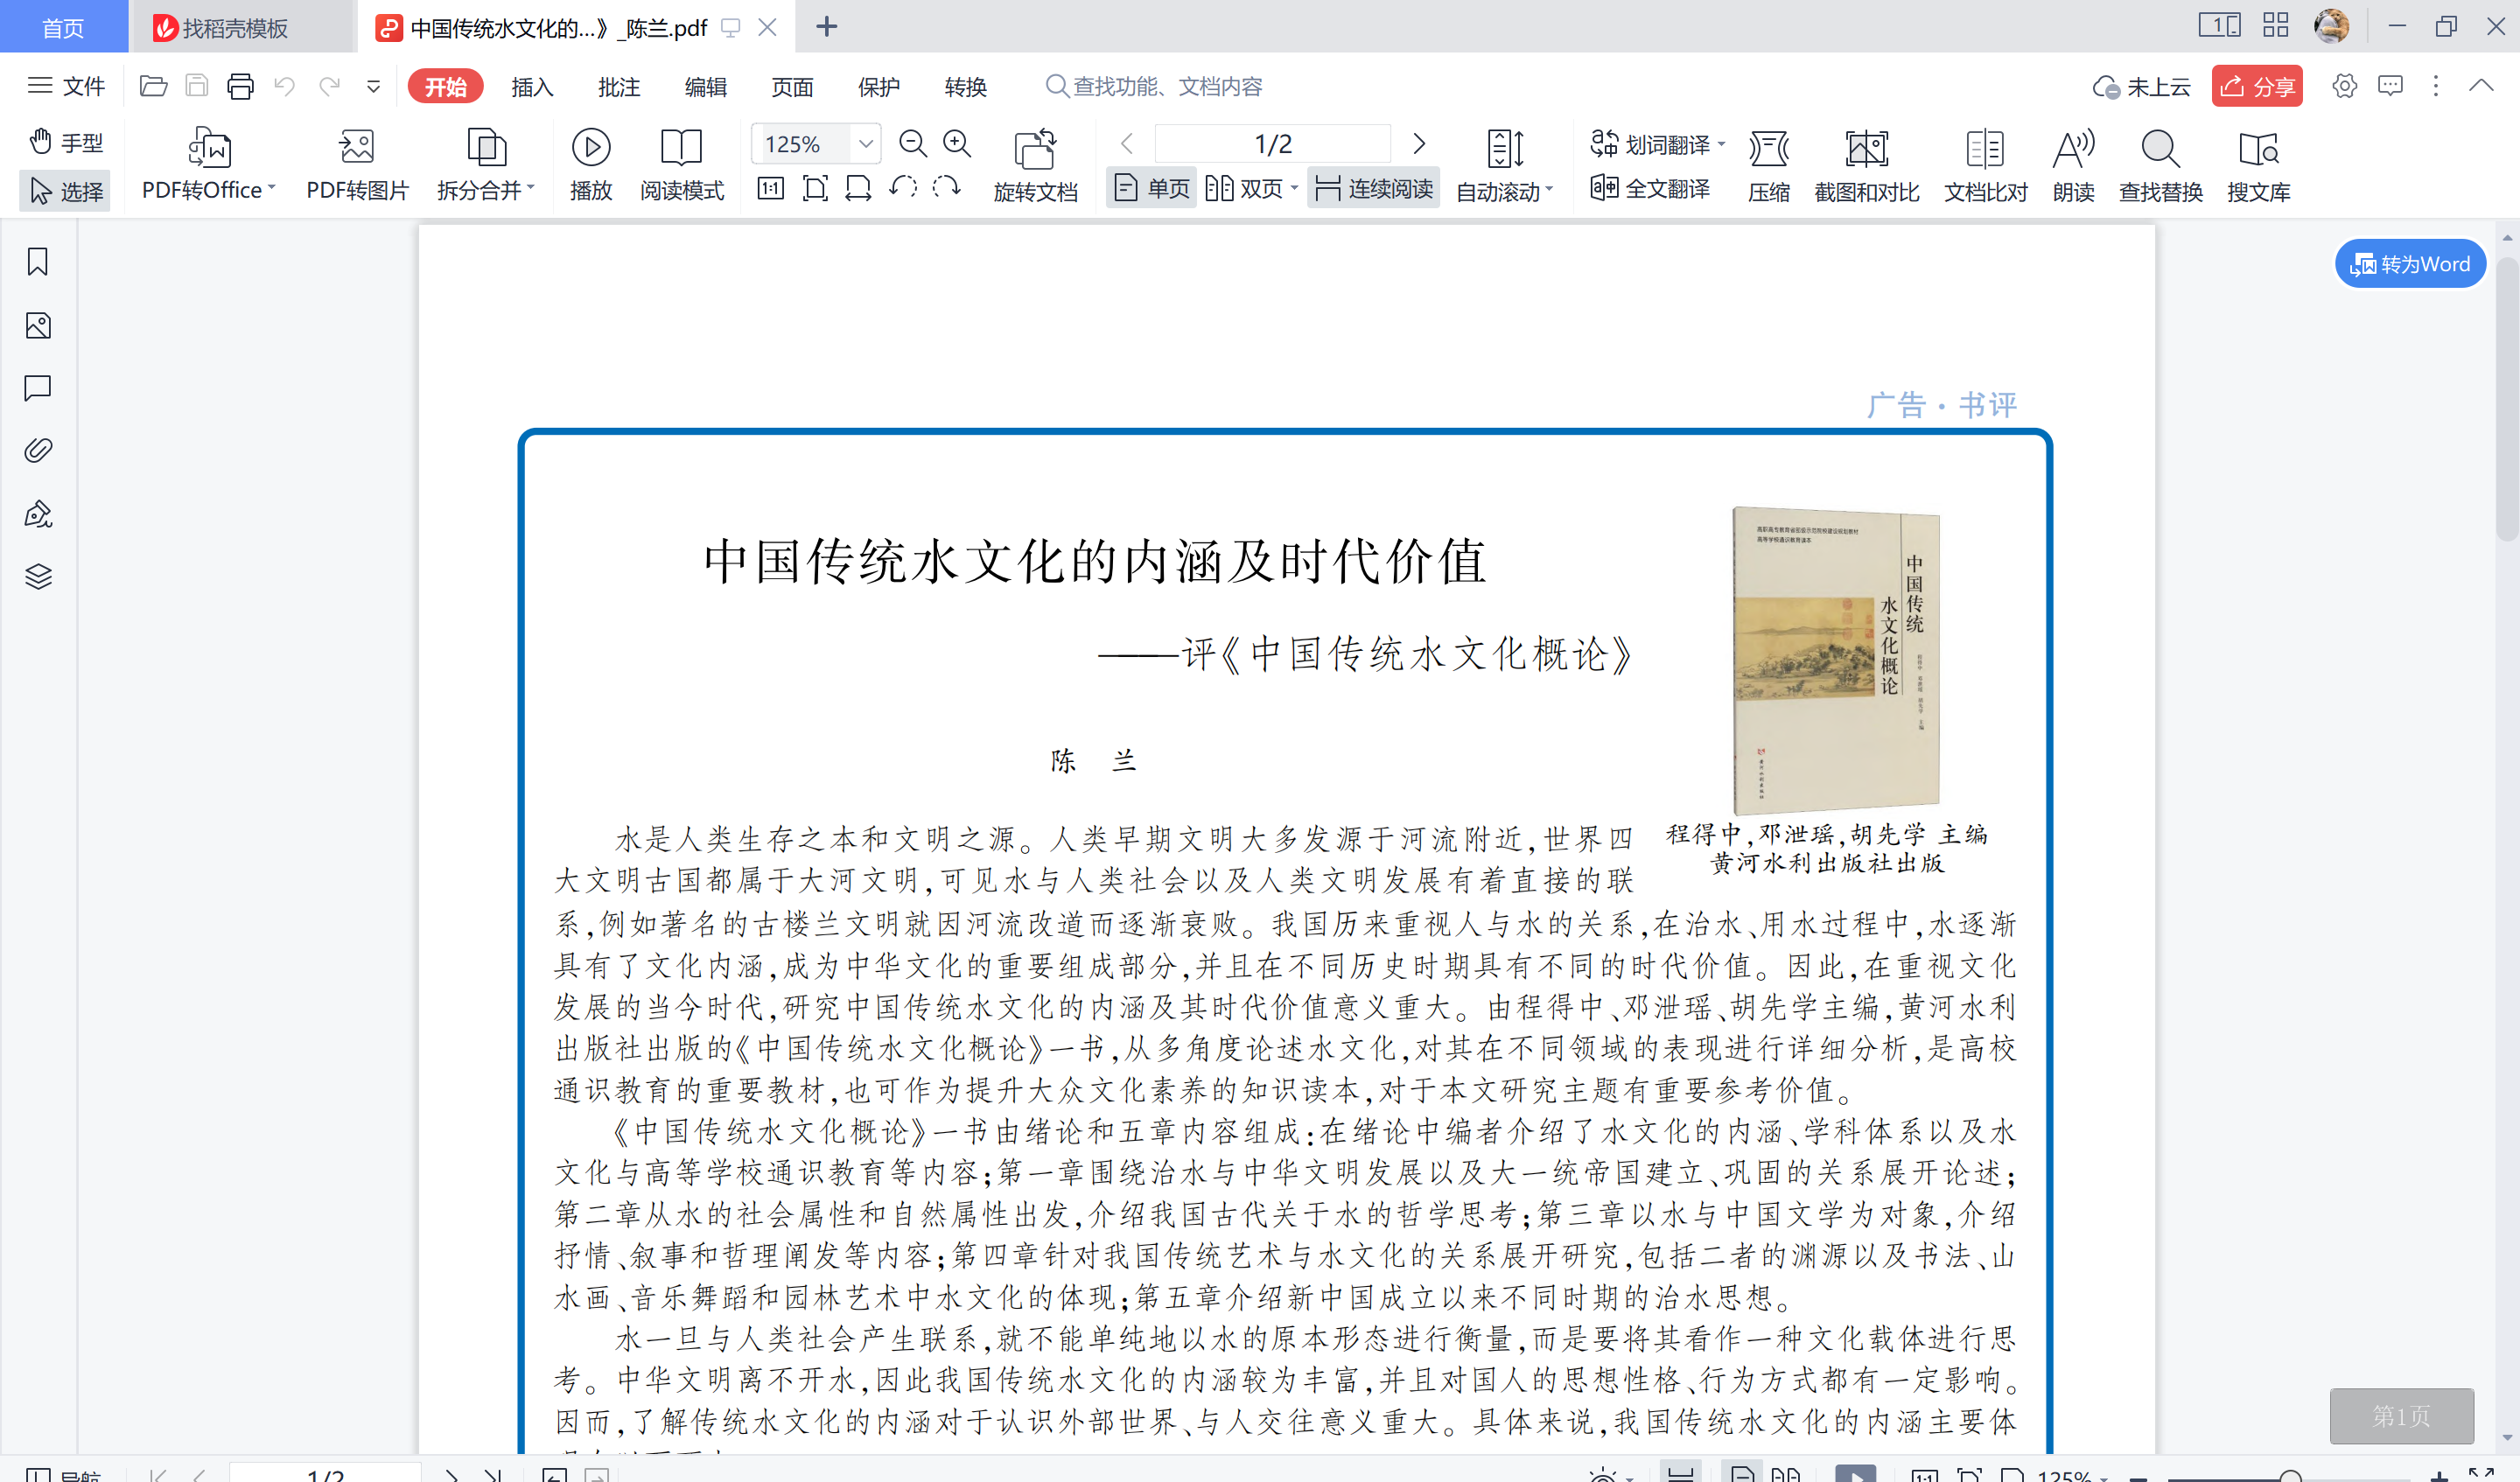 首页
找稻壳模板
中国传统水文化的...》_陈兰.pdf
文件
开始
插入
批注
编辑
页面
保护
转换
查找功能、文档内容
未上云
分享
手型
选择
PDF转Office
PDF转图片
拆分合并
播放
阅读模式
125%
旋转文档
1/2
单页
双页
连续阅读
自动滚动
划词翻译
全文翻译
压缩
截图和对比
文档比对
朗读
查找替换
搜文库
转为Word
广告·书评
中国传统水文化的内涵及时代价值
——评《中国传统水文化概论》
陈 兰
高等学校通识教育读本
中国传统
水文化概论
程得中,邓泄瑶,胡先学 主编
黄河水利出版社出版
水是人类生存之本和文明之源。人类早期文明大多发源于河流附近,世界四
大文明古国都属于大河文明,可见水与人类社会以及人类文明发展有着直接的联
系,例如著名的古楼兰文明就因河流改道而逐渐衰败。我国历来重视人与水的关系,在治水、用水过程中,水逐渐
具有了文化内涵,成为中华文化的重要组成部分,并且在不同历史时期具有不同的时代价值。因此,在重视文化
发展的当今时代,研究中国传统水文化的内涵及其时代价值意义重大。由程得中、邓泄瑶、胡先学主编,黄河水利
出版社出版的《中国传统水文化概论》一书,从多角度论述水文化,对其在不同领域的表现进行详细分析,是高校
通识教育的重要教材,也可作为提升大众文化素养的知识读本,对于本文研究主题有重要参考价值。
《中国传统水文化概论》一书由绪论和五章内容组成:在绪论中编者介绍了水文化的内涵、学科体系以及水
文化与高等学校通识教育等内容;第一章围绕治水与中华文明发展以及大一统帝国建立、巩固的关系展开论述;
第二章从水的社会属性和自然属性出发,介绍我国古代关于水的哲学思考;第三章以水与中国文学为对象,介绍
抒情、叙事和哲理阐发等内容;第四章针对我国传统艺术与水文化的关系展开研究,包括二者的渊源以及书法、山
水画、音乐舞蹈和园林艺术中水文化的体现;第五章介绍新中国成立以来不同时期的治水思想。
水一旦与人类社会产生联系,就不能单纯地以水的原本形态进行衡量,而是要将其看作一种文化载体进行思
考。中华文明离不开水,因此我国传统水文化的内涵较为丰富,并且对国人的思想性格、行为方式都有一定影响。
因而,了解传统水文化的内涵对于认识外部世界、与人交往意义重大。具体来说,我国传统水文化的内涵主要体
第1页
导航
1/2
125%